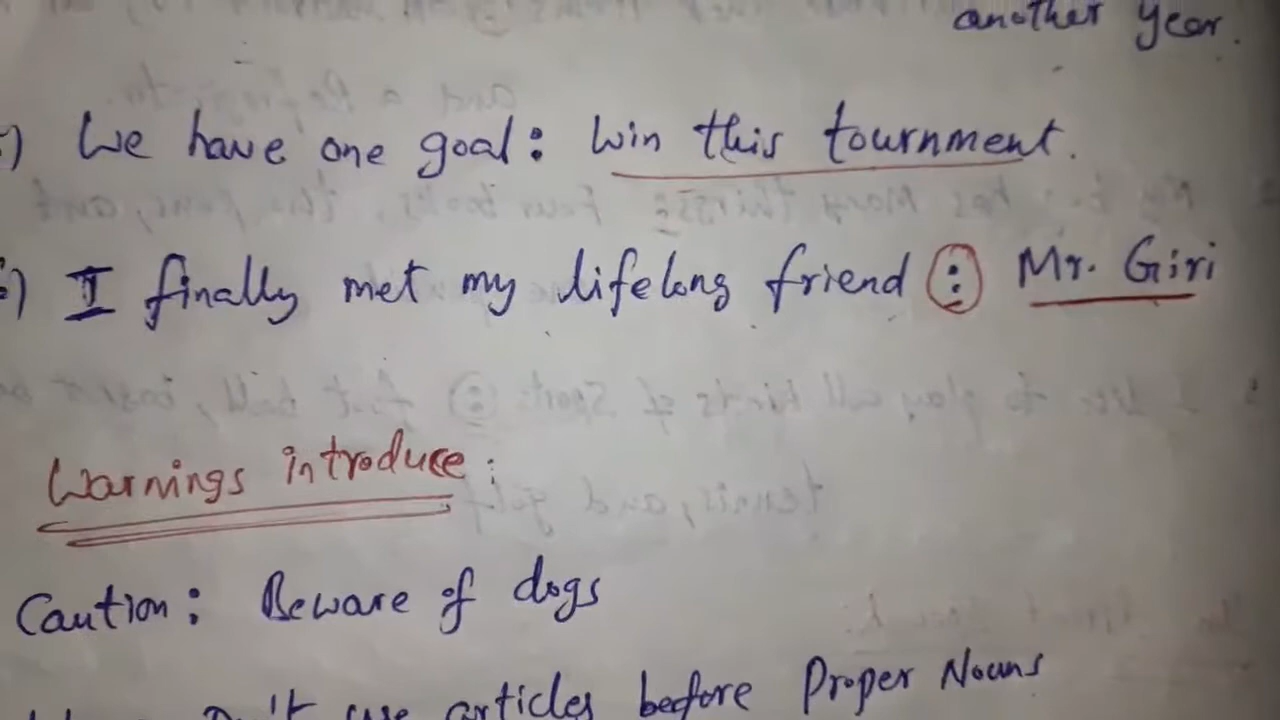 another year.
) We have one goal: Win this tournment.
) I finally met my lifelong friend : Mr. Giri
Warnings introduce:
Caution: Beware of dogs
articles before Proper Nouns